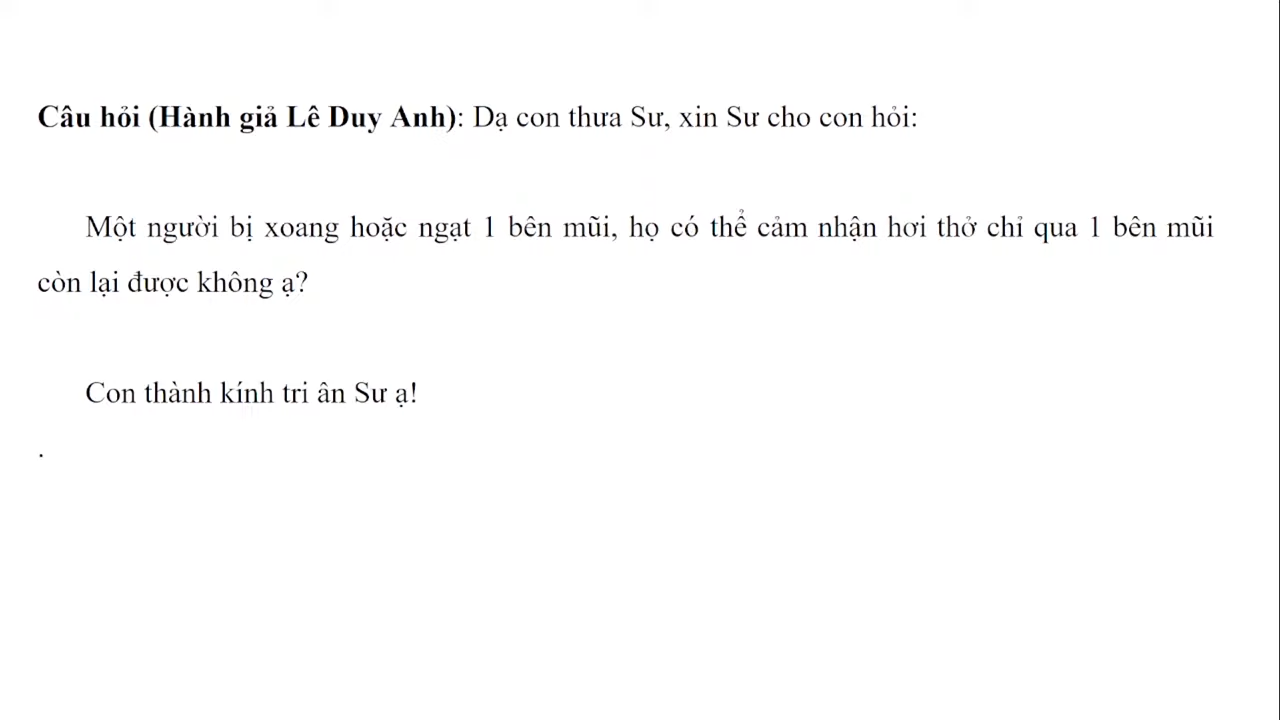 Câu hỏi (Hành giả Lê Duy Anh): Dạ con thưa Sư, xin Sư cho con hỏi:
Một người bị xoang hoặc ngạt 1 bên mũi, họ có thể cảm nhận hơi thở chỉ qua 1 bên mũi
còn lại được không ạ?
Con thành kính tri ân Sư ạ!
.